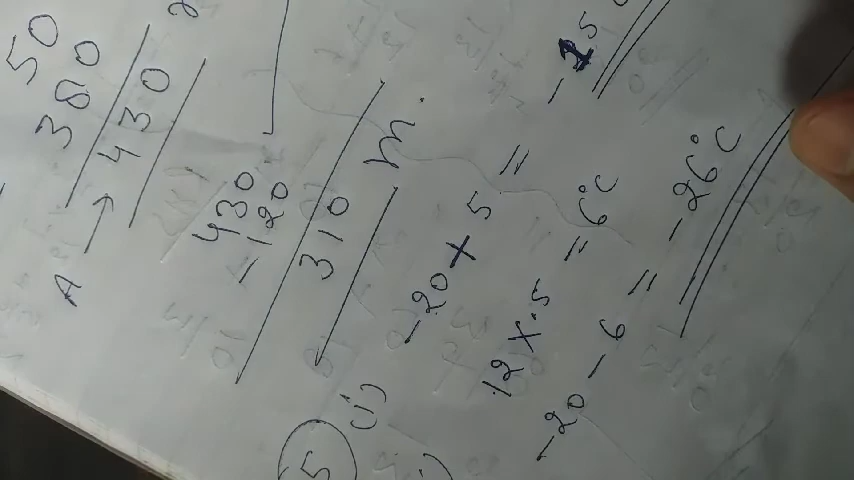 50
380
A → 430
430
- 120
310 m.
5 (i) -20 + 5 = -15
12 × .5 = 6°C
-20 - 6 = -26°C